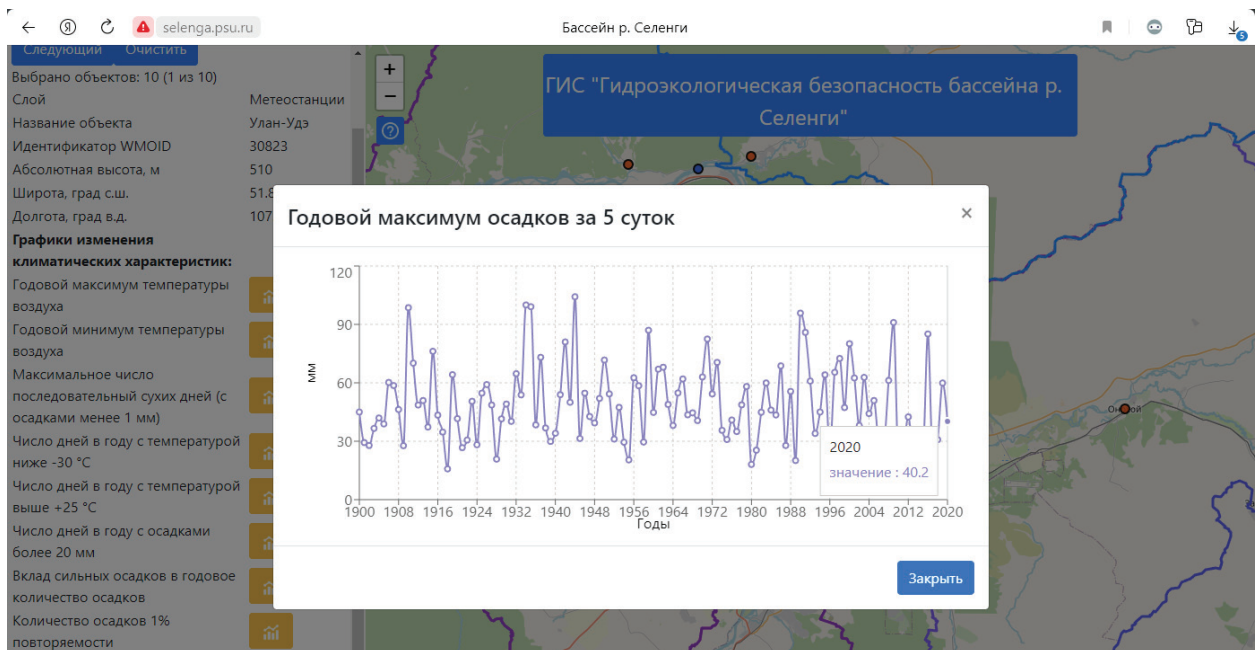 selenga.psu.ru
Бассейн р. Селенги
5
Следующий Очистить
Выбрано объектов: 10 (1 из 10)
Слой Метеостанции
Название объекта Улан-Удэ
Идентификатор WMOID 30823
Абсолютная высота, м 510
Широта, град с.ш. 51.8
Долгота, град в.д. 107
Графики изменения
климатических характеристик:
Годовой максимум температуры
воздуха
Годовой минимум температуры
воздуха
Максимальное число
последовательный сухих дней (с
осадками менее 1 мм)
Число дней в году с температурой
ниже -30 °C
Число дней в году с температурой
выше +25 °C
Число дней в году с осадками
более 20 мм
Вклад сильных осадков в годовое
количество осадков
Количество осадков 1%
повторяемости
+
−
?
ГИС "Гидроэкологическая безопасность бассейна р.
Селенги"
Годовой максимум осадков за 5 суток ×
120
90
60
30
0
мм
2020
значение : 40.2
1900 1908 1916 1924 1932 1940 1948 1956 1964 1972 1980 1988 1996 2004 2012 2020
Годы
Закрыть